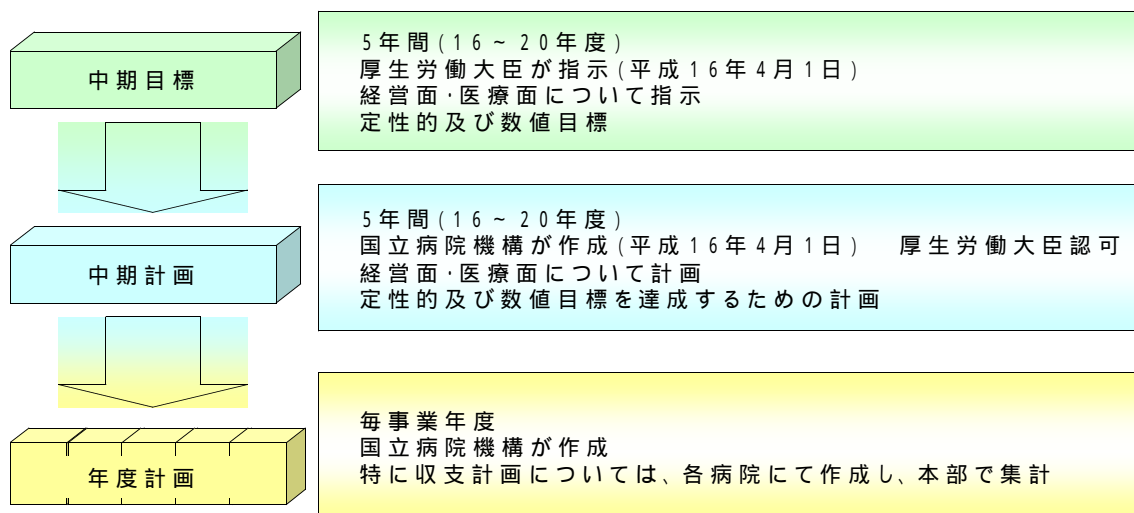 中期目標
5年間(16~20年度)
厚生労働大臣が指示(平成16年4月1日)
経営面・医療面について指示
定性的及び数値目標
中期計画
5年間(16~20年度)
国立病院機構が作成(平成16年4月1日)　厚生労働大臣認可
経営面・医療面について計画
定性的及び数値目標を達成するための計画
年度計画
毎事業年度
国立病院機構が作成
特に収支計画については、各病院にて作成し、本部で集計